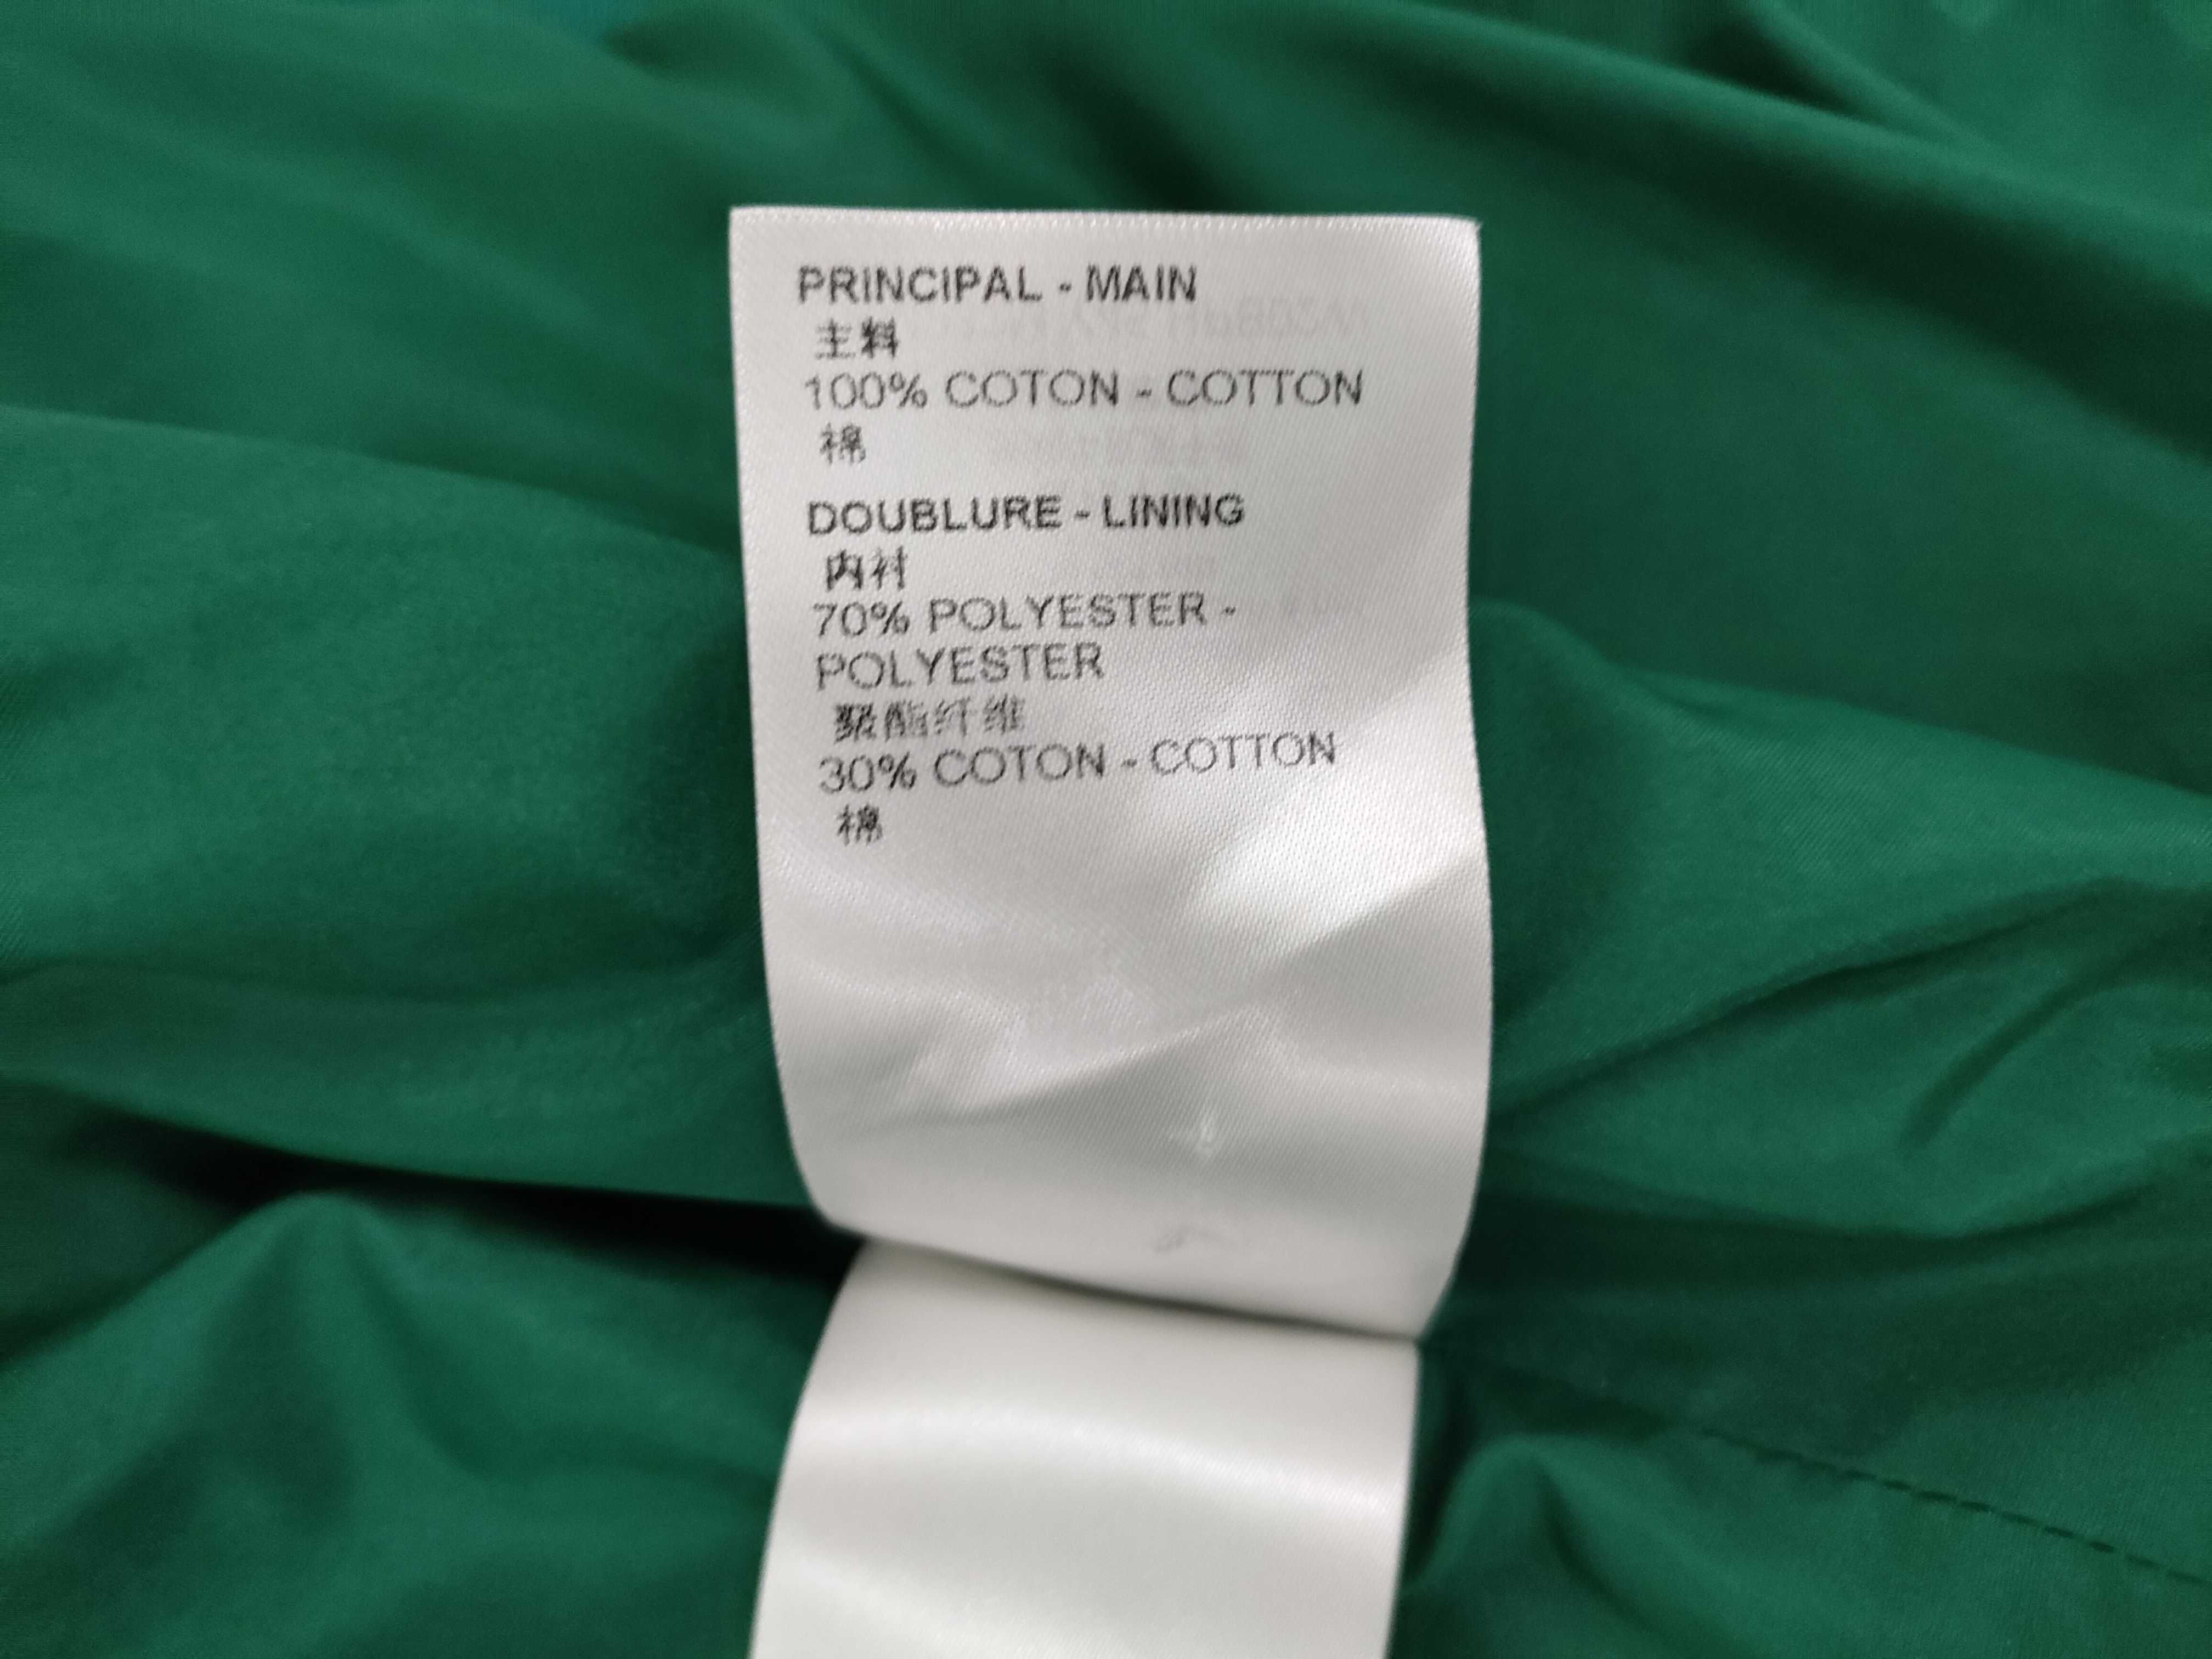 PRINCIPAL - MAIN
主料
100% COTON - COTTON
棉
DOUBLURE - LINING
内衬
70% POLYESTER -
POLYESTER
聚酯纤维
30% COTON - COTTON
棉